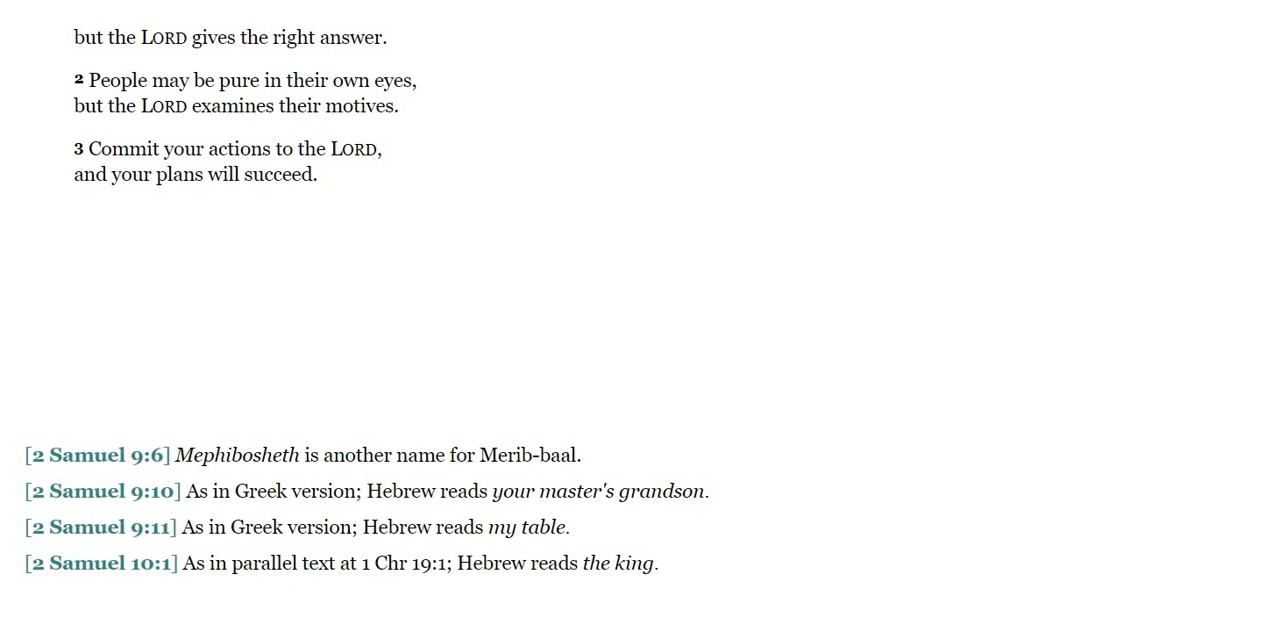 but the LORD gives the right answer.
2 People may be pure in their own eyes,
but the LORD examines their motives.
3 Commit your actions to the LORD,
and your plans will succeed.
[2 Samuel 9:6] Mephibosheth is another name for Merib-baal.
[2 Samuel 9:10] As in Greek version; Hebrew reads your master's grandson.
[2 Samuel 9:11] As in Greek version; Hebrew reads my table.
[2 Samuel 10:1] As in parallel text at 1 Chr 19:1; Hebrew reads the king.